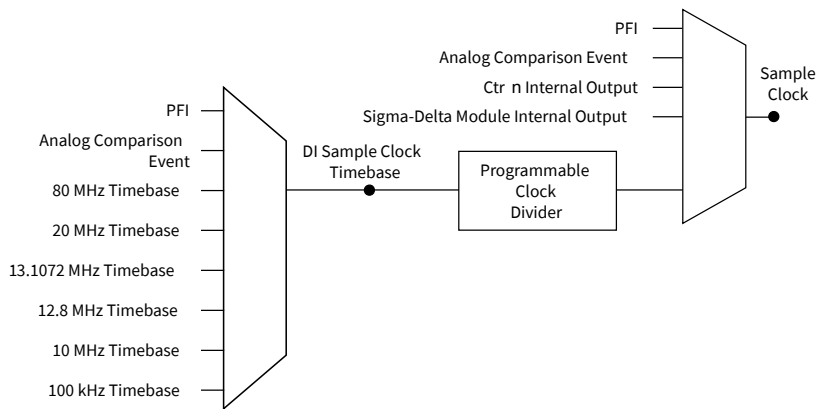 PFI
Analog Comparison Event
Ctr n Internal Output
Sigma-Delta Module Internal Output
Sample
Clock
PFI
Analog Comparison
Event
80 MHz Timebase
20 MHz Timebase
13.1072 MHz Timebase
12.8 MHz Timebase
10 MHz Timebase
100 kHz Timebase
DI Sample Clock
Timebase
Programmable
Clock
Divider